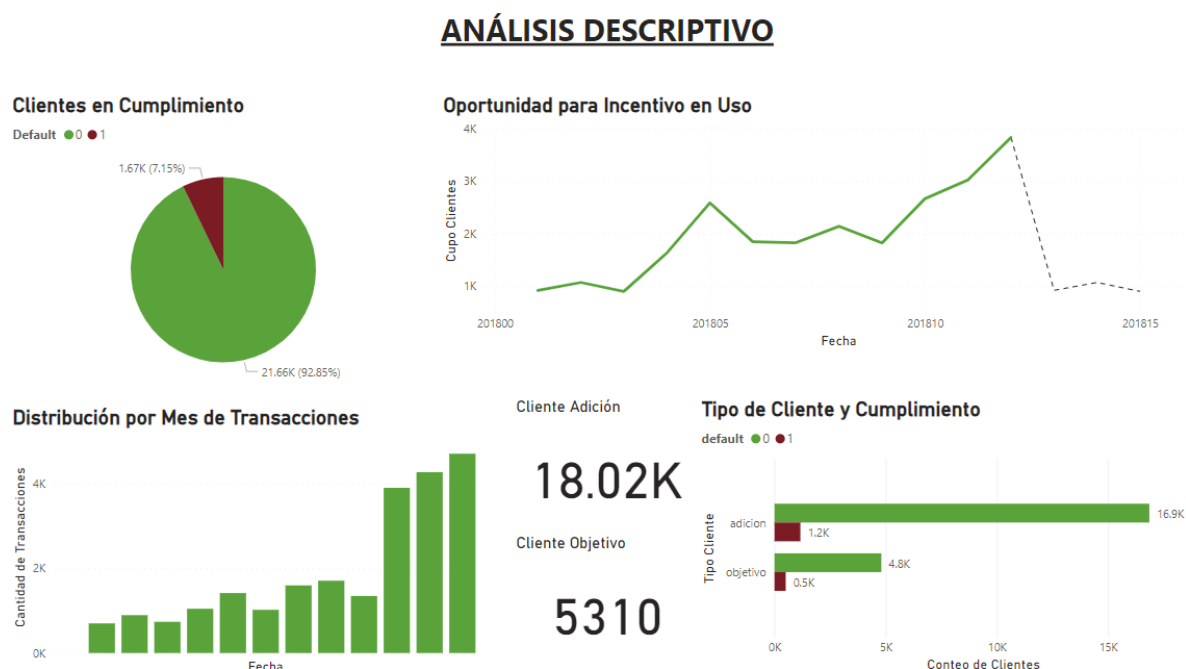 ANÁLISIS DESCRIPTIVO
Clientes en Cumplimiento
Default 0 1
1.67K (7.15%)
21.66K (92.85%)
Oportunidad para Incentivo en Uso
Cupo Clientes
4K
3K
2K
1K
201800 201805 201810 201815
Fecha
Distribución por Mes de Transacciones
Cantidad de Transacciones
4K
2K
0K
Fecha
Cliente Adición
18.02K
Cliente Objetivo
5310
Tipo de Cliente y Cumplimiento
default 0 1
Tipo Cliente
adicion
16.9K
1.2K
objetivo
4.8K
0.5K
0K 5K 10K 15K
Conteo de Clientes